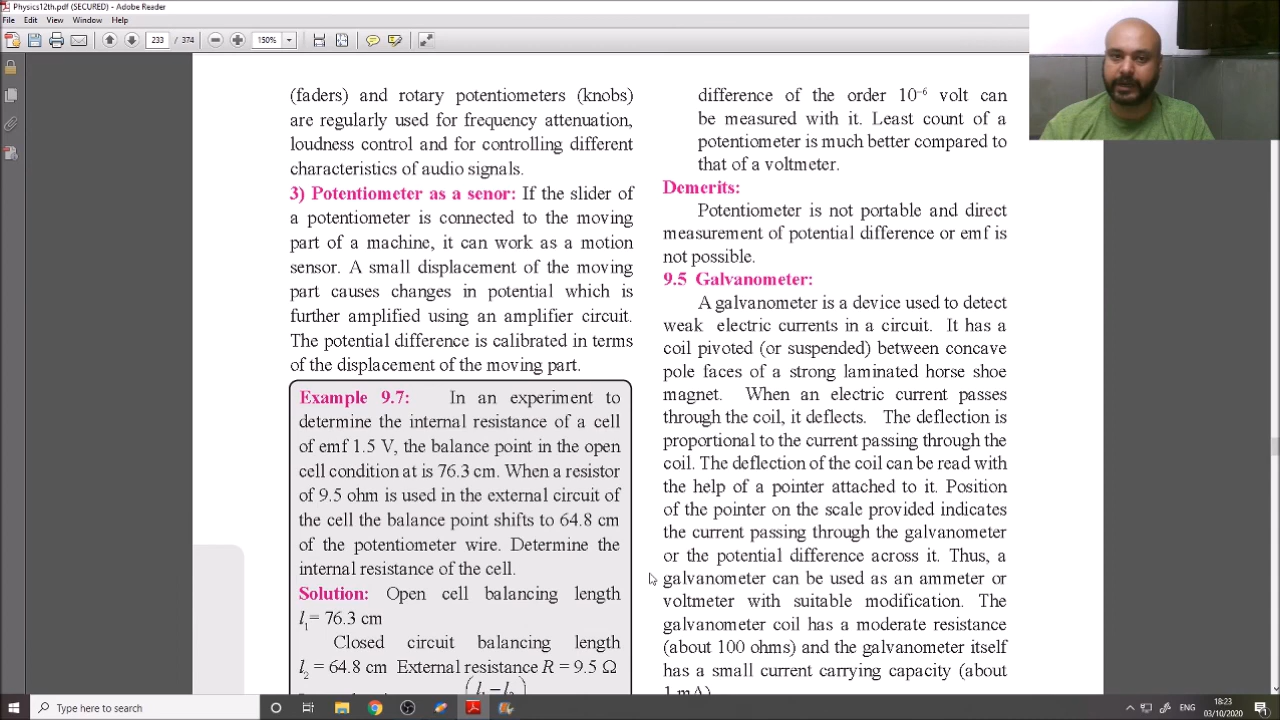 Physics12th.pdf (SECURED) - Adobe Reader
File Edit View Window Help
233 / 374 150%
(faders) and rotary potentiometers (knobs)
are regularly used for frequency attenuation,
loudness control and for controlling different
characteristics of audio signals.
3) Potentiometer as a senor: If the slider of
a potentiometer is connected to the moving
part of a machine, it can work as a motion
sensor. A small displacement of the moving
part causes changes in potential which is
further amplified using an amplifier circuit.
The potential difference is calibrated in terms
of the displacement of the moving part.
Example 9.7: In an experiment to
determine the internal resistance of a cell
of emf 1.5 V, the balance point in the open
cell condition at is 76.3 cm. When a resistor
of 9.5 ohm is used in the external circuit of
the cell the balance point shifts to 64.8 cm
of the potentiometer wire. Determine the
internal resistance of the cell.
Solution: Open cell balancing length
l₁= 76.3 cm
Closed circuit balancing length
l₂ = 64.8 cm External resistance R = 9.5 Ω
difference of the order 10⁻⁶ volt can
be measured with it. Least count of a
potentiometer is much better compared to
that of a voltmeter.
Demerits:
Potentiometer is not portable and direct
measurement of potential difference or emf is
not possible.
9.5 Galvanometer:
A galvanometer is a device used to detect
weak electric currents in a circuit. It has a
coil pivoted (or suspended) between concave
pole faces of a strong laminated horse shoe
magnet. When an electric current passes
through the coil, it deflects. The deflection is
proportional to the current passing through the
coil. The deflection of the coil can be read with
the help of a pointer attached to it. Position
of the pointer on the scale provided indicates
the current passing through the galvanometer
or the potential difference across it. Thus, a
galvanometer can be used as an ammeter or
voltmeter with suitable modification. The
galvanometer coil has a moderate resistance
(about 100 ohms) and the galvanometer itself
has a small current carrying capacity (about
1 mA)
Type here to search
ENG
18:23
03/10/2020